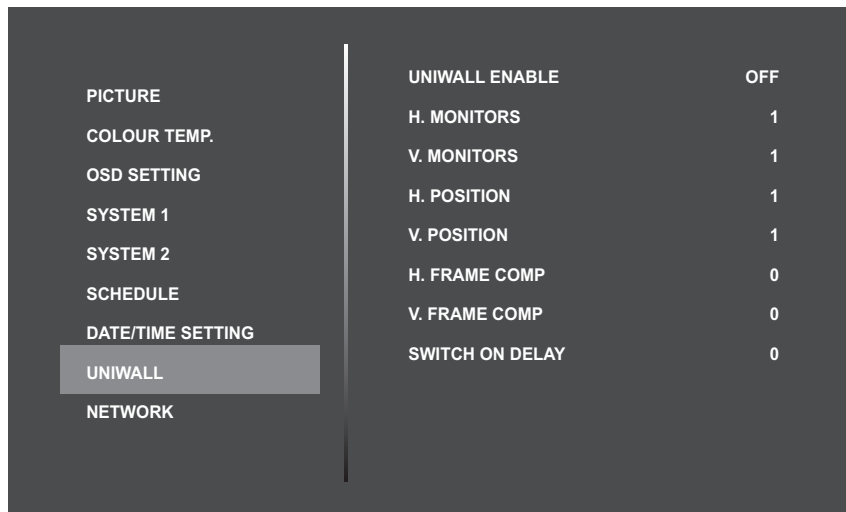 PICTURE
COLOUR TEMP.
OSD SETTING
SYSTEM 1
SYSTEM 2
SCHEDULE
DATE/TIME SETTING
UNIWALL
NETWORK
UNIWALL ENABLE OFF
H. MONITORS 1
V. MONITORS 1
H. POSITION 1
V. POSITION 1
H. FRAME COMP 0
V. FRAME COMP 0
SWITCH ON DELAY 0